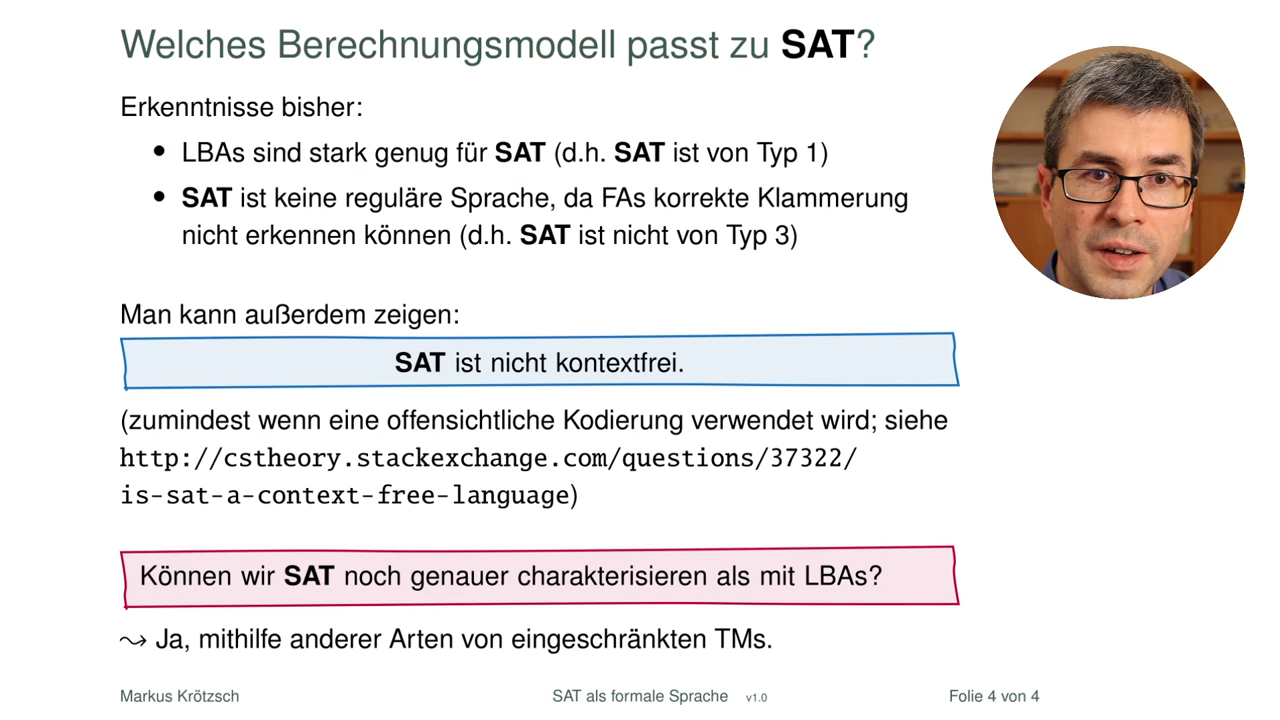 Welches Berechnungsmodell passt zu SAT?
Erkenntnisse bisher:
• LBAs sind stark genug für SAT (d.h. SAT ist von Typ 1)
• SAT ist keine reguläre Sprache, da FAs korrekte Klammerung
nicht erkennen können (d.h. SAT ist nicht von Typ 3)
Man kann außerdem zeigen:
SAT ist nicht kontextfrei.
(zumindest wenn eine offensichtliche Kodierung verwendet wird; siehe
http://cstheory.stackexchange.com/questions/37322/
is-sat-a-context-free-language)
Können wir SAT noch genauer charakterisieren als mit LBAs?
⤳ Ja, mithilfe anderer Arten von eingeschränkten TMs.
Markus Krötzsch SAT als formale Sprache v1.0 Folie 4 von 4